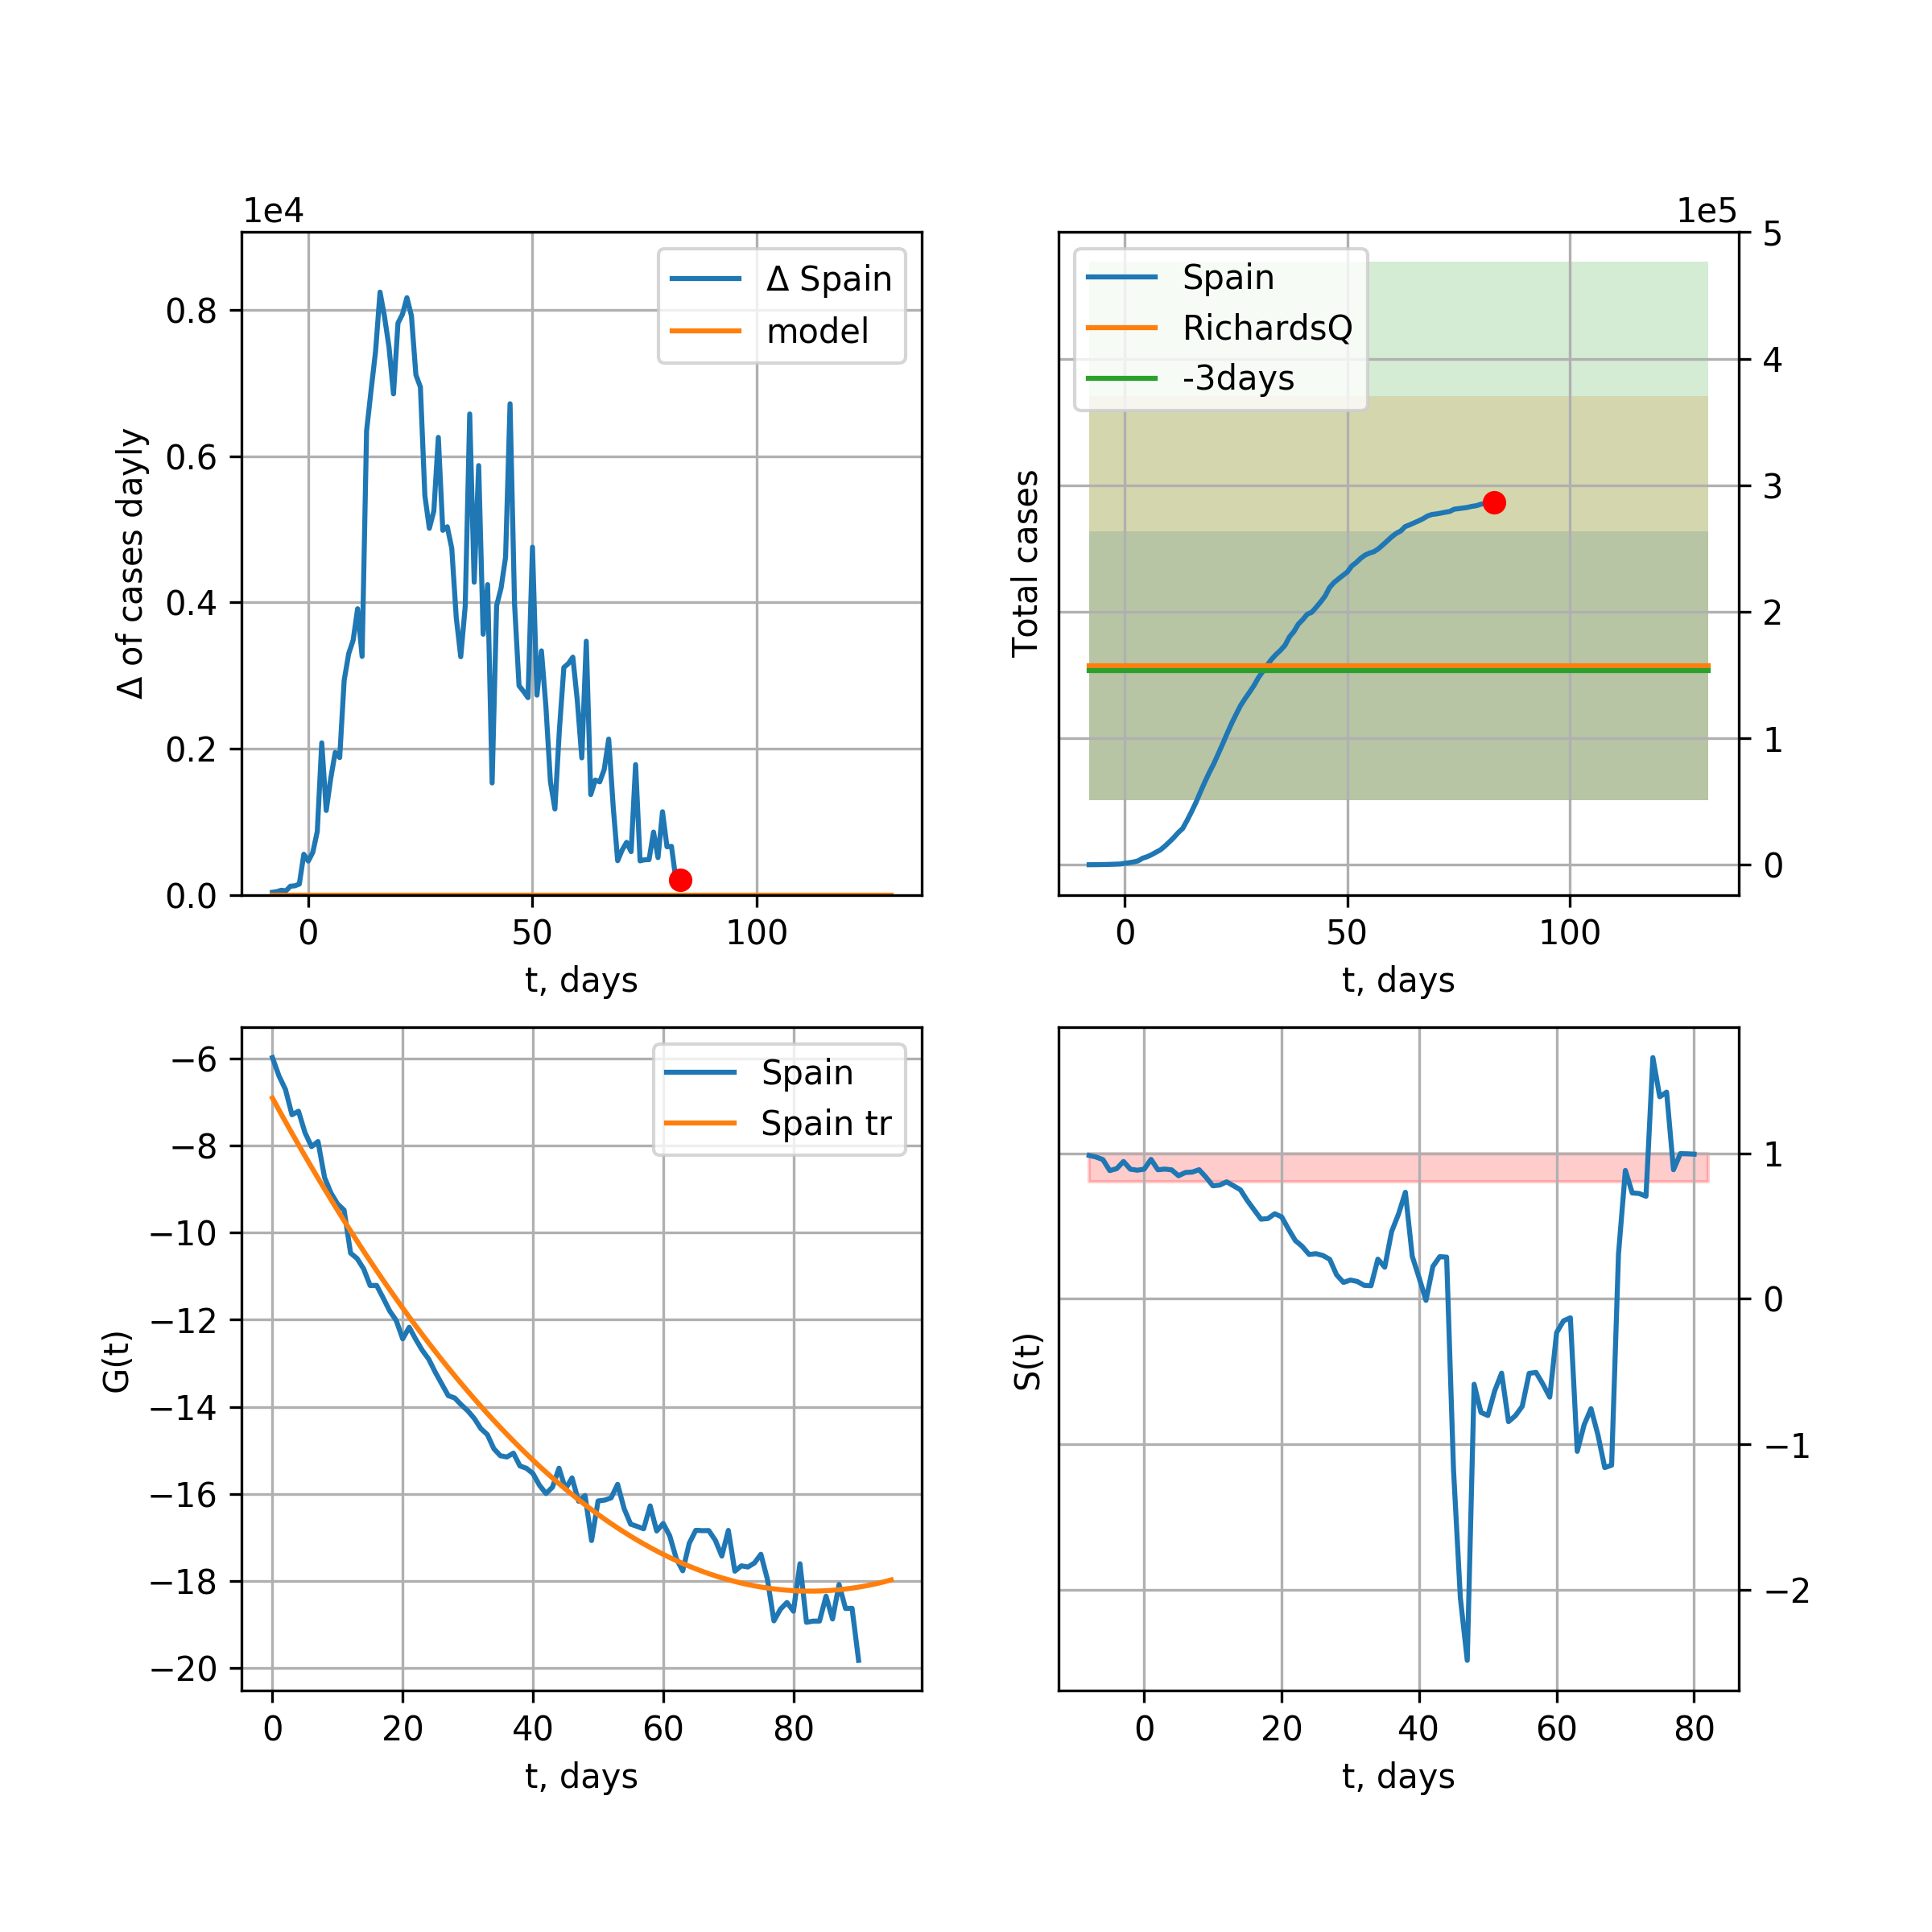 1e4
Δ of cases dayly
0.8
0.6
0.4
0.2
0.0
Δ Spain
model
0 50 100
t, days
1e5
Total cases
Spain
RichardsQ
-3days
5
4
3
2
1
0
0 50 100
t, days
G(t)
−6
−8
−10
−12
−14
−16
−18
−20
Spain
Spain tr
0 20 40 60 80
t, days
S(t)
1
0
−1
−2
0 20 40 60 80
t, days